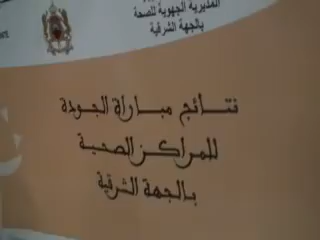 المديرية الجهوية للصحة
بالجهة الشرقية
نتائج مباراة الجودة
للمراكز الصحية
بالجهة الشرقية